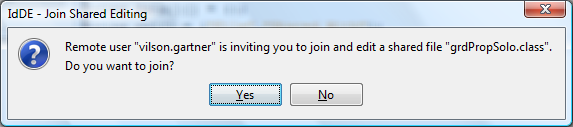 IdDE - Join Shared Editing
Remote user "vilson.gartner" is inviting you to join and edit a shared file "grdPropSolo.class".
Do you want to join?
Yes No